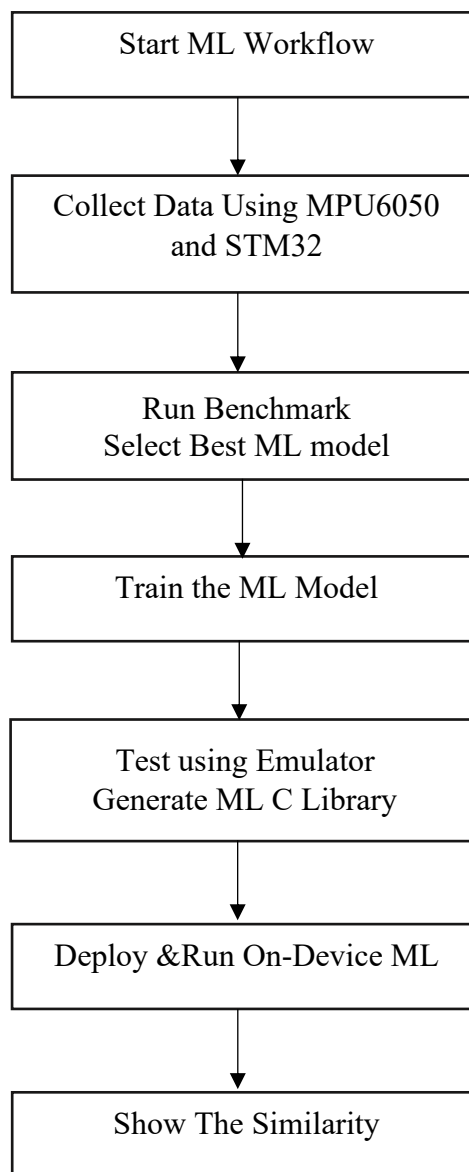 Start ML Workflow
Collect Data Using MPU6050
and STM32
Run Benchmark
Select Best ML model
Train the ML Model
Test using Emulator
Generate ML C Library
Deploy &Run On-Device ML
Show The Similarity